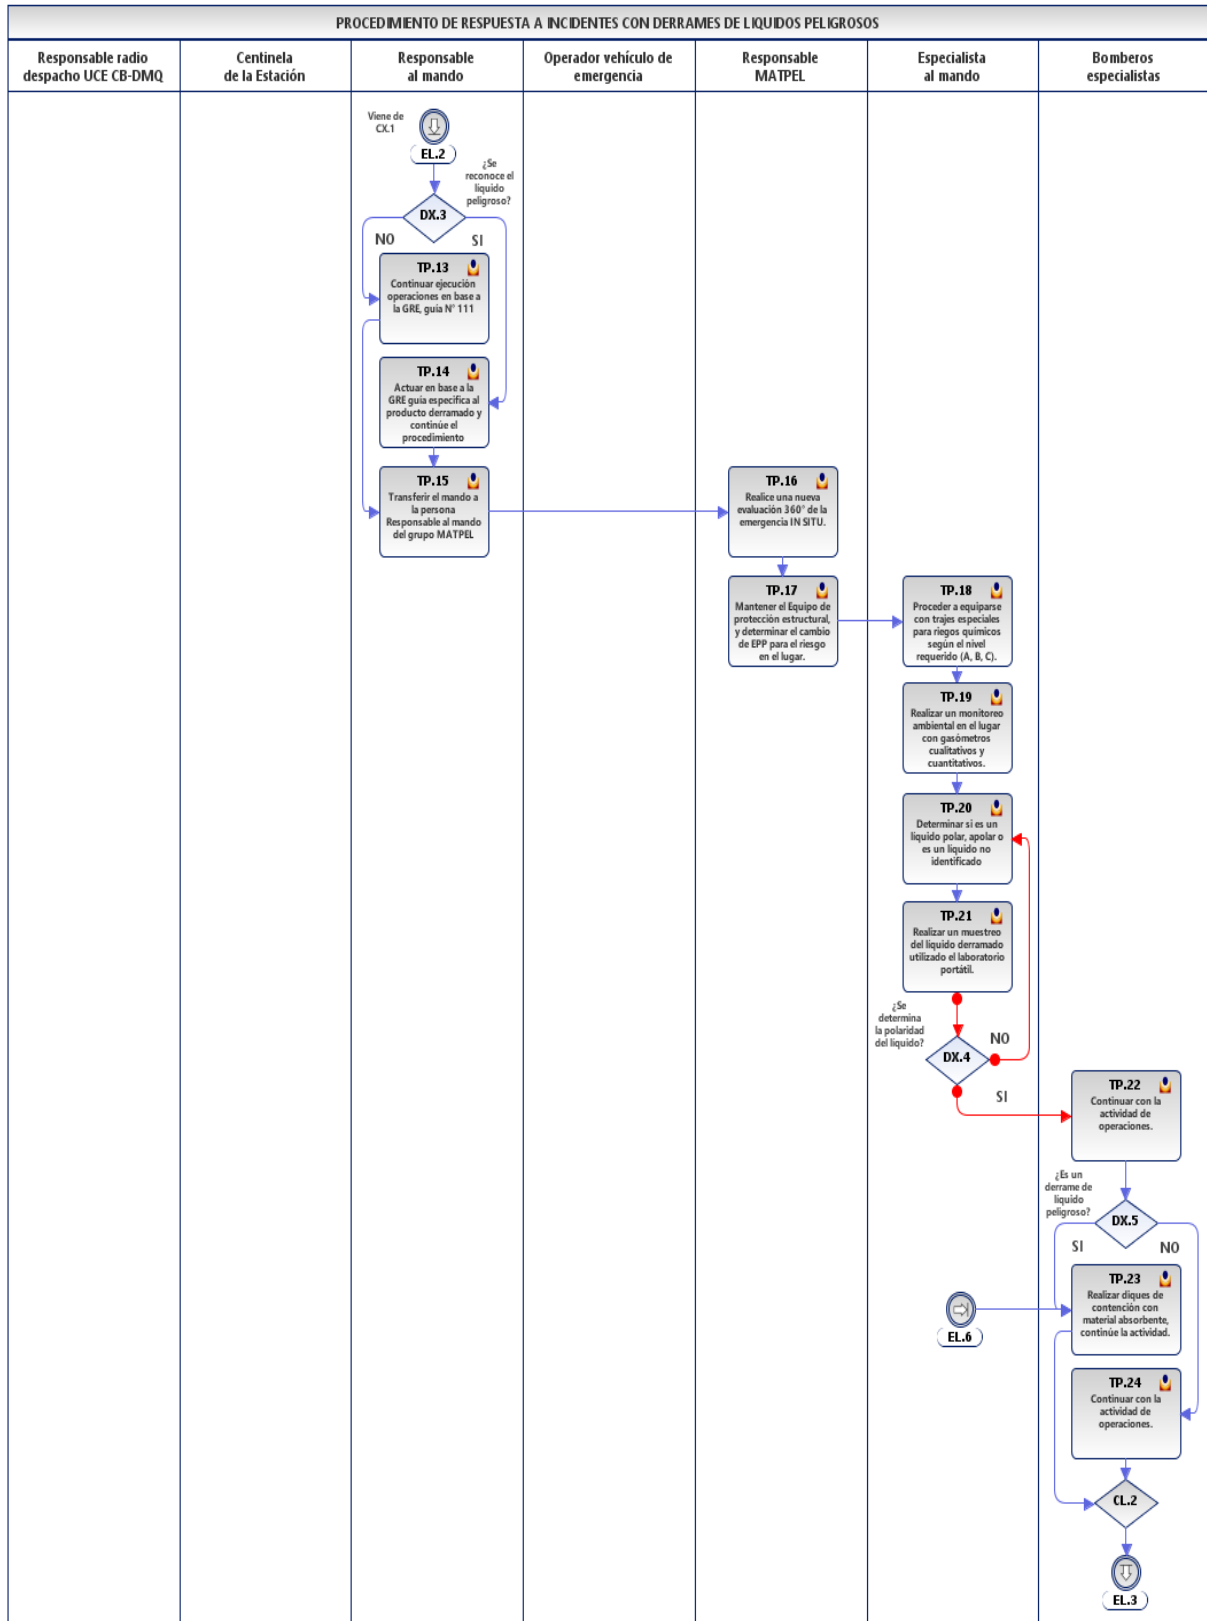 PROCEDIMIENTO DE RESPUESTA A INCIDENTES CON DERRAMES DE LIQUIDOS PELIGROSOS
Responsable radio
despacho UCE CB-DMQ
Centinela
de la Estación
Responsable
al mando
Operador vehículo de
emergencia
Responsable
MATPEL
Especialista
al mando
Bomberos
especialistas
Viene de
CX.1
EL.2
¿Se
reconoce el
líquido
peligroso?
DX.3
NO
SI
TP.13
Continuar ejecución
operaciones en base a
la GRE, guía N° 111
TP.14
Actuar en base a la
GRE guía especifica al
producto derramado y
continúe el
procedimiento
TP.15
Transferir el mando a
la persona
Responsable al mando
del grupo MATPEL
TP.16
Realice una nueva
evaluación 360° de la
emergencia IN SITU.
TP.17
Mantener el Equipo de
protección estructural,
y determinar el cambio
de EPP para el riesgo
en el lugar.
TP.18
Proceder a equiparse
con trajes especiales
para riegos químicos
según el nivel
requerido (A, B, C).
TP.19
Realizar un monitoreo
ambiental en el lugar
con gasómetros
cualitativos y
cuantitativos.
TP.20
Determinar si es un
líquido polar, apolar o
es un líquido no
identificado
TP.21
Realizar un muestreo
del líquido derramado
utilizado el laboratorio
portátil.
¿Se
determina
la polaridad
del líquido?
DX.4
NO
SI
TP.22
Continuar con la
actividad de
operaciones.
¿Es un
derrame de
líquido
peligroso?
DX.5
SI
NO
TP.23
Realizar diques de
contención con
material absorbente,
continúe la actividad.
EL.6
TP.24
Continuar con la
actividad de
operaciones.
CL.2
EL.3